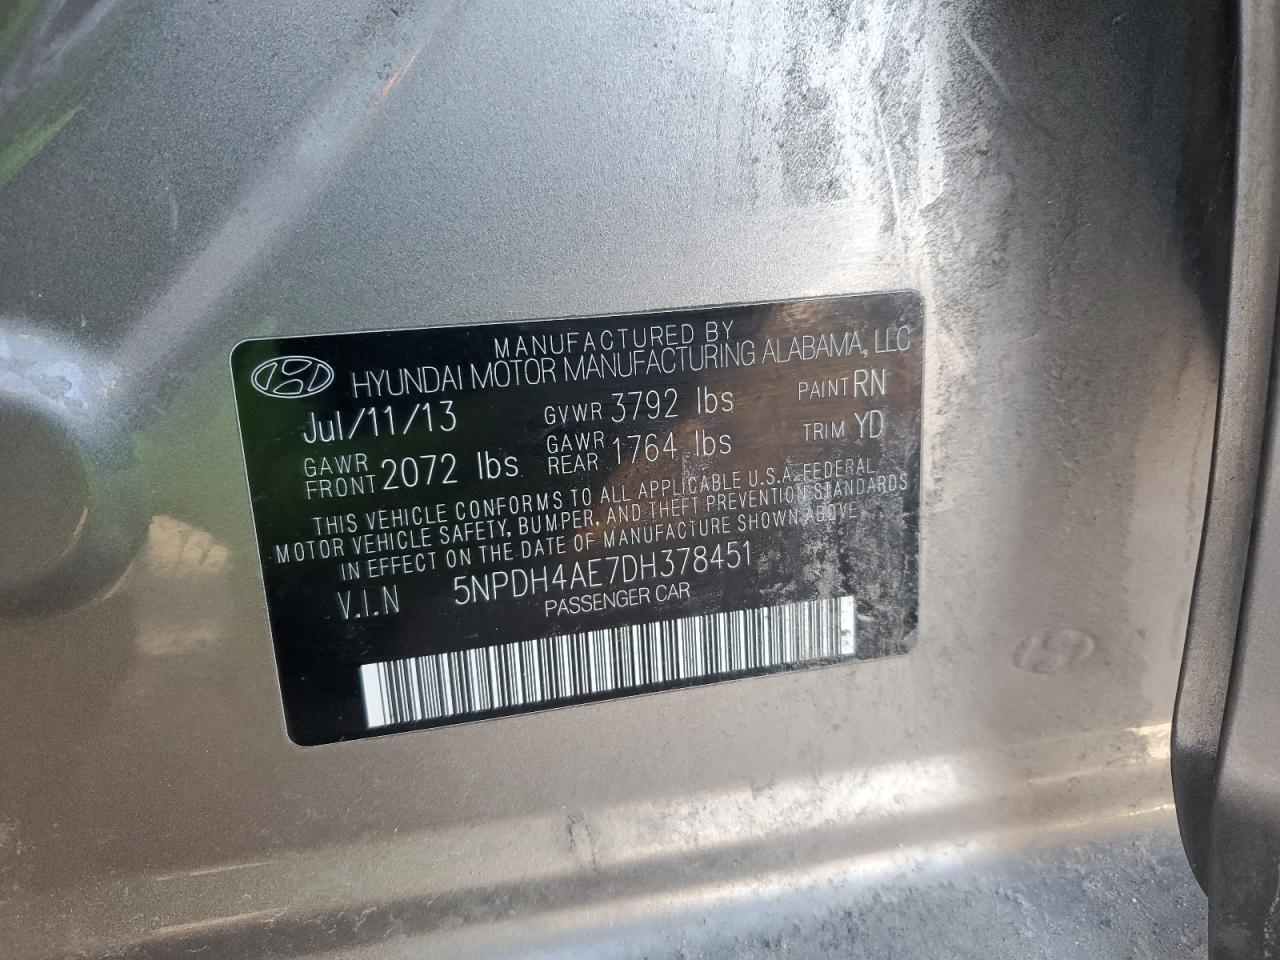 MANUFACTURED BY
HYUNDAI MOTOR MANUFACTURING ALABAMA, LLC
Jul/11/13 GVWR 3792 lbs PAINT RN
GAWR FRONT 2072 lbs. GAWR REAR 1764 lbs TRIM YD
THIS VEHICLE CONFORMS TO ALL APPLICABLE U.S.A. FEDERAL
MOTOR VEHICLE SAFETY, BUMPER, AND THEFT PREVENTION STANDARDS
IN EFFECT ON THE DATE OF MANUFACTURE SHOWN ABOVE
V.I.N 5NPDH4AE7DH378451
PASSENGER CAR